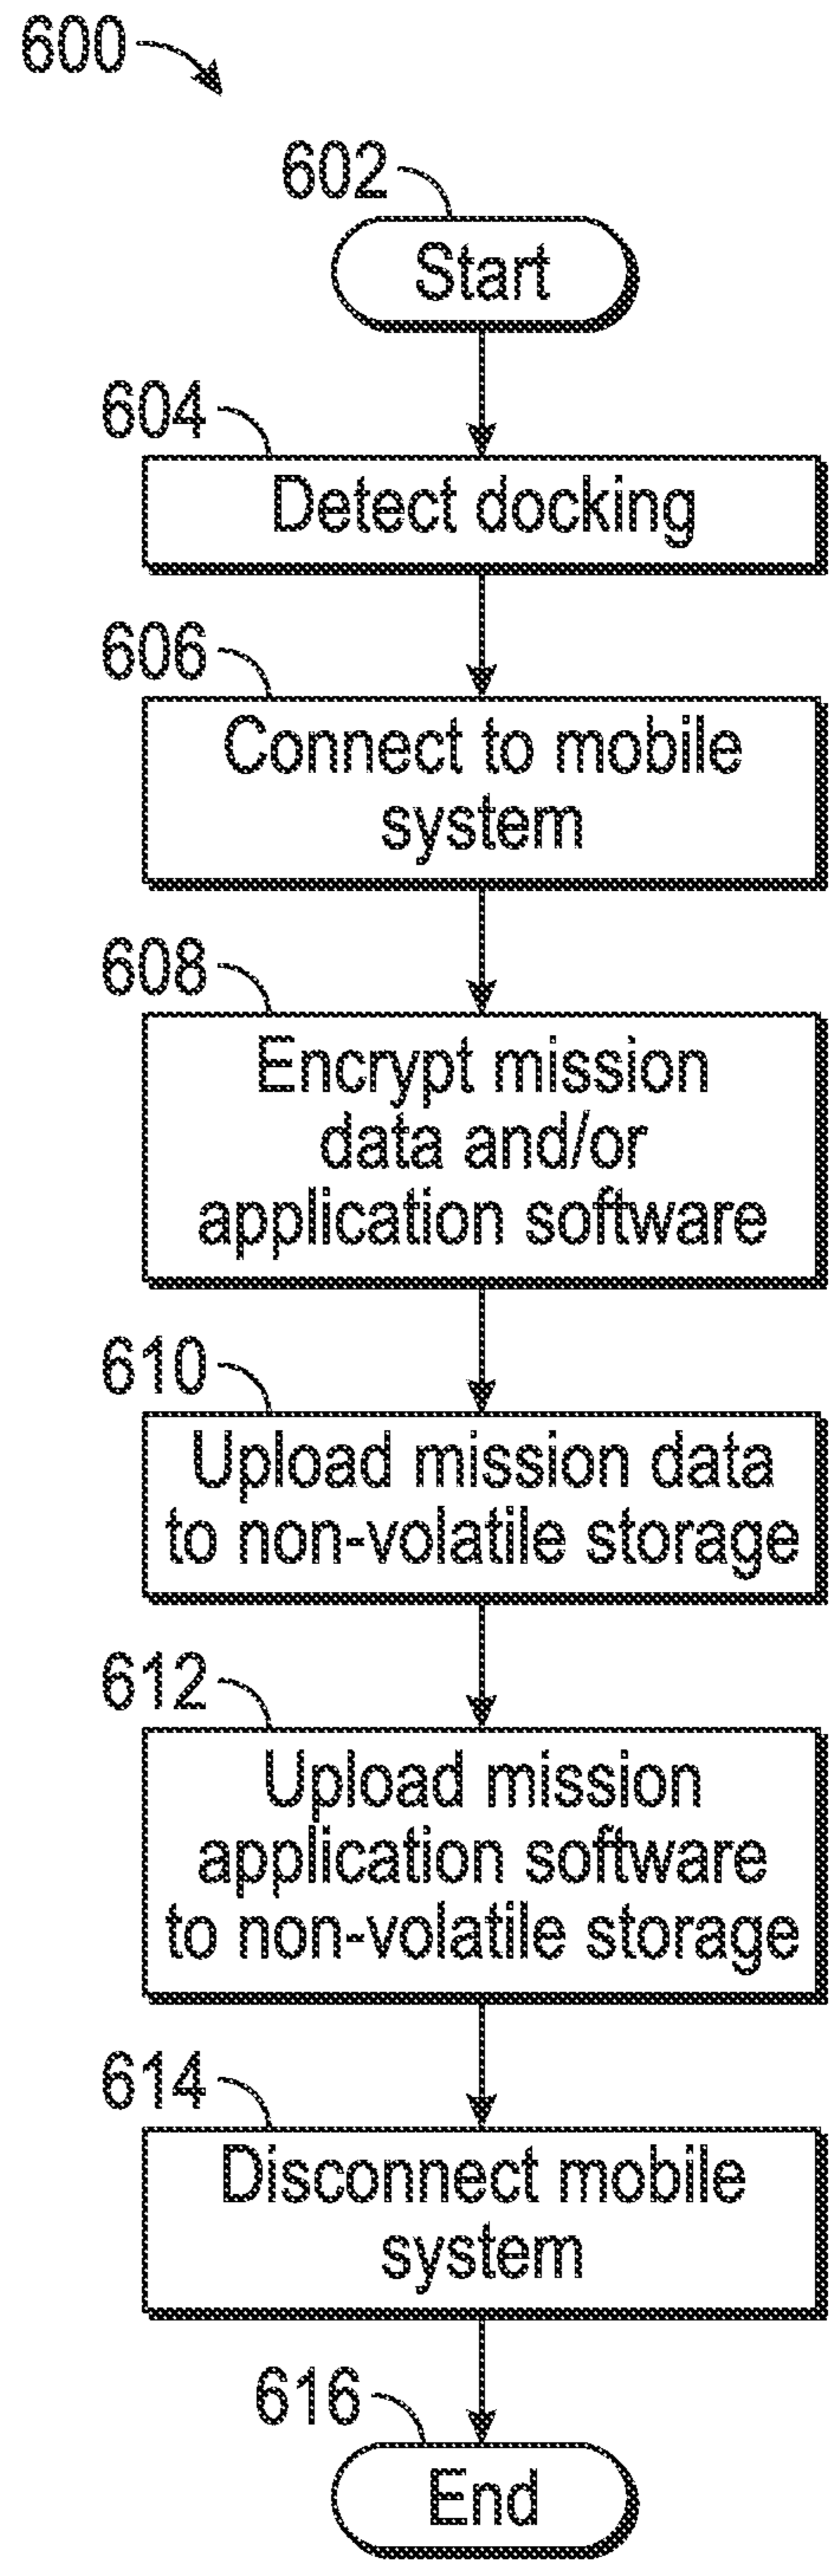 600
602
Start
604
Detect docking
606
Connect to mobile
system
608
Encrypt mission
data and/or
application software
610
Upload mission data
to non-volatile storage
612
Upload mission
application software
to non-volatile storage
614
Disconnect mobile
system
616
End